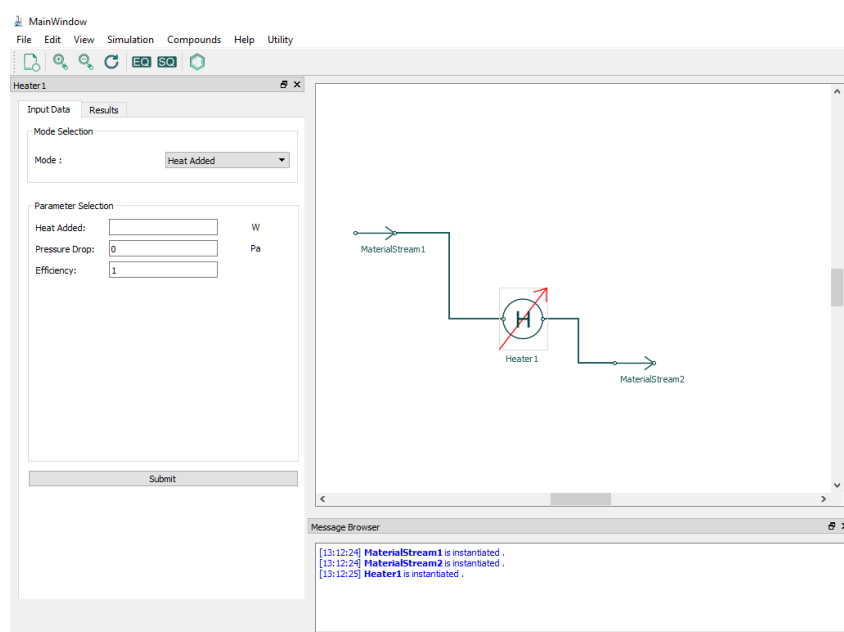 MainWindow
File Edit View Simulation Compounds Help Utility
EQ SQ
Heater1
Input Data Results
Mode Selection
Mode : Heat Added
Parameter Selection
Heat Added: W
Pressure Drop: 0 Pa
Efficiency: 1
Submit
MaterialStream1
H
Heater1
MaterialStream2
Message Browser
[13:12:24] MaterialStream1 is instantiated .
[13:12:24] MaterialStream2 is instantiated .
[13:12:25] Heater1 is instantiated .